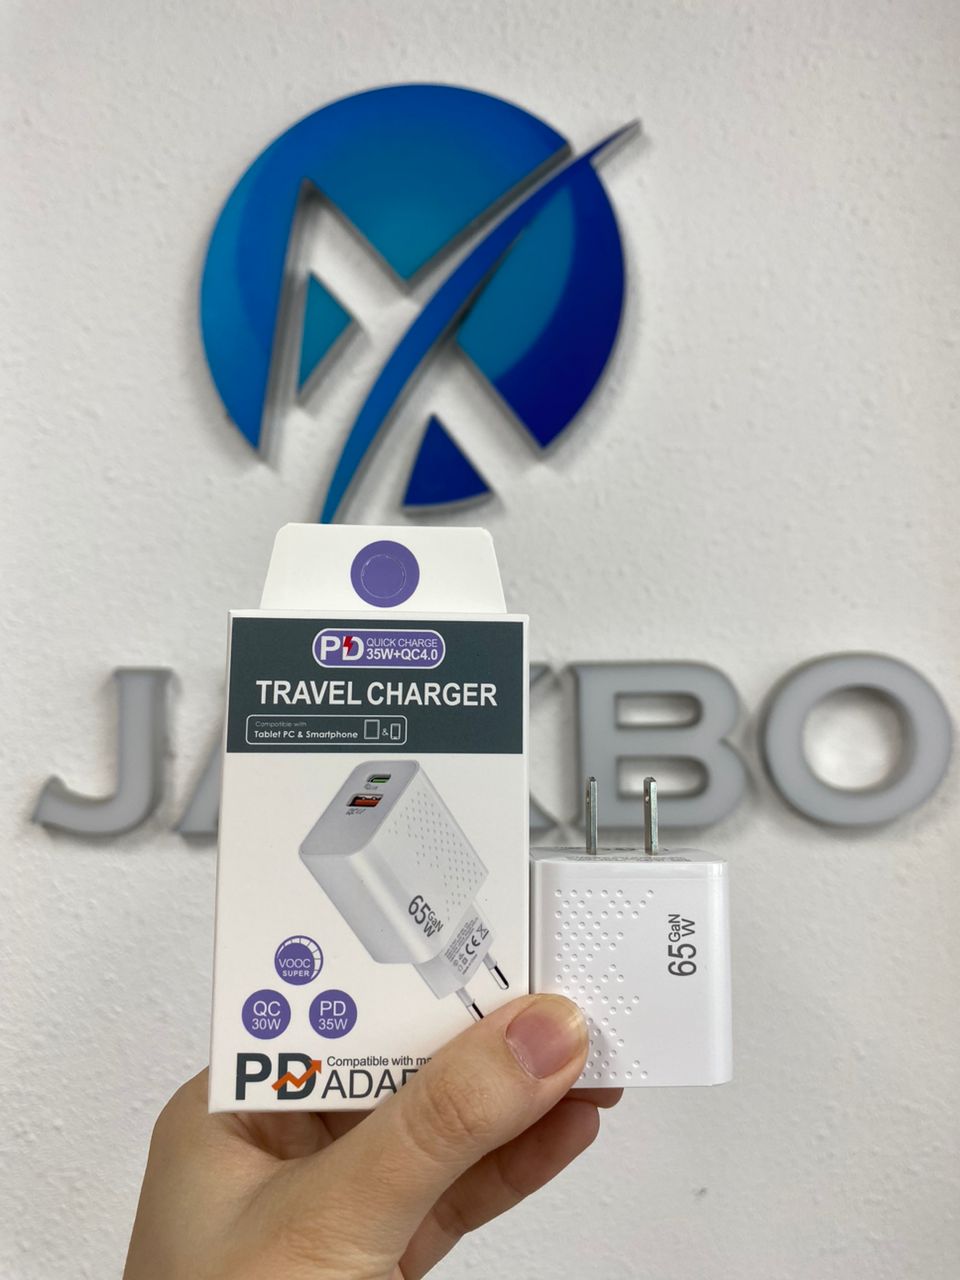 PD QUICK CHARGE
35W+QC4.0
TRAVEL CHARGER
Compatible with
Tablet PC & Smartphone
&
65 GaN
W
VOOC
SUPER
QC
30W
PD
35W
PD
Compatible with
65 GaN
W